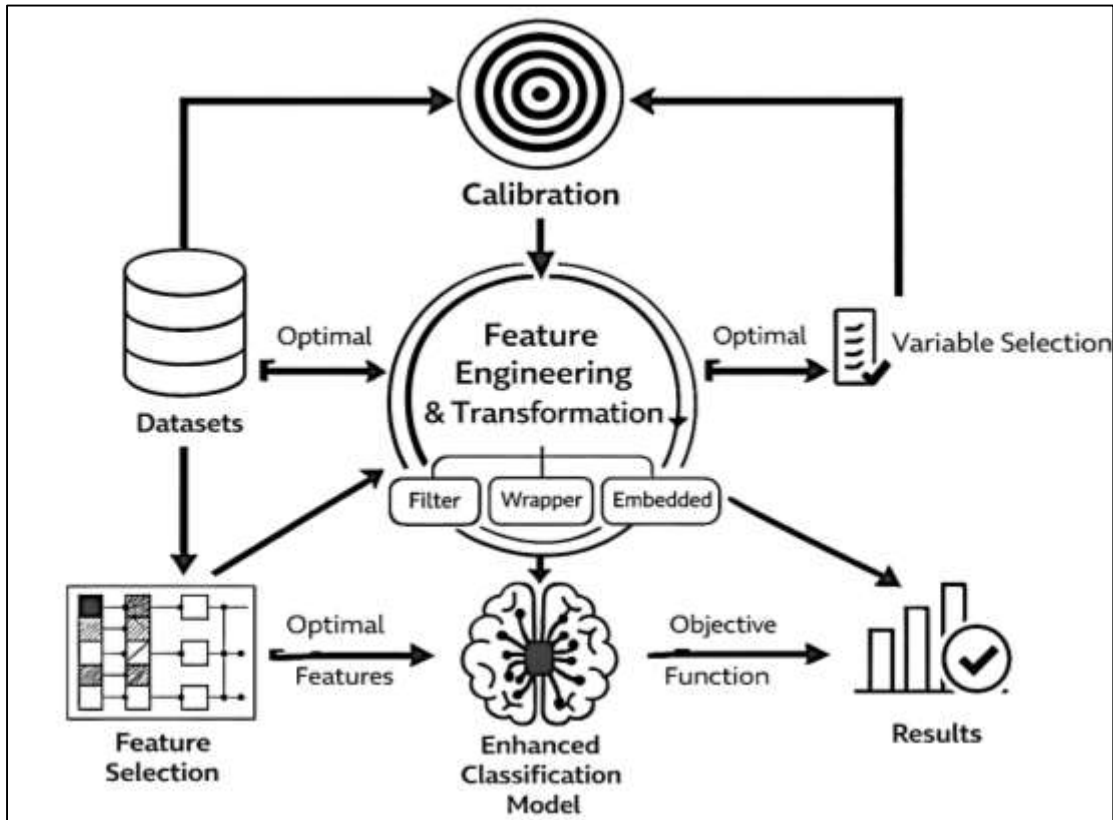 Calibration
Optimal
Feature
Engineering
& Transformation
Optimal
Variable Selection
Datasets
Filter
Wrapper
Embedded
Optimal
Features
Objective
Function
Feature
Selection
Enhanced
Classification
Model
Results